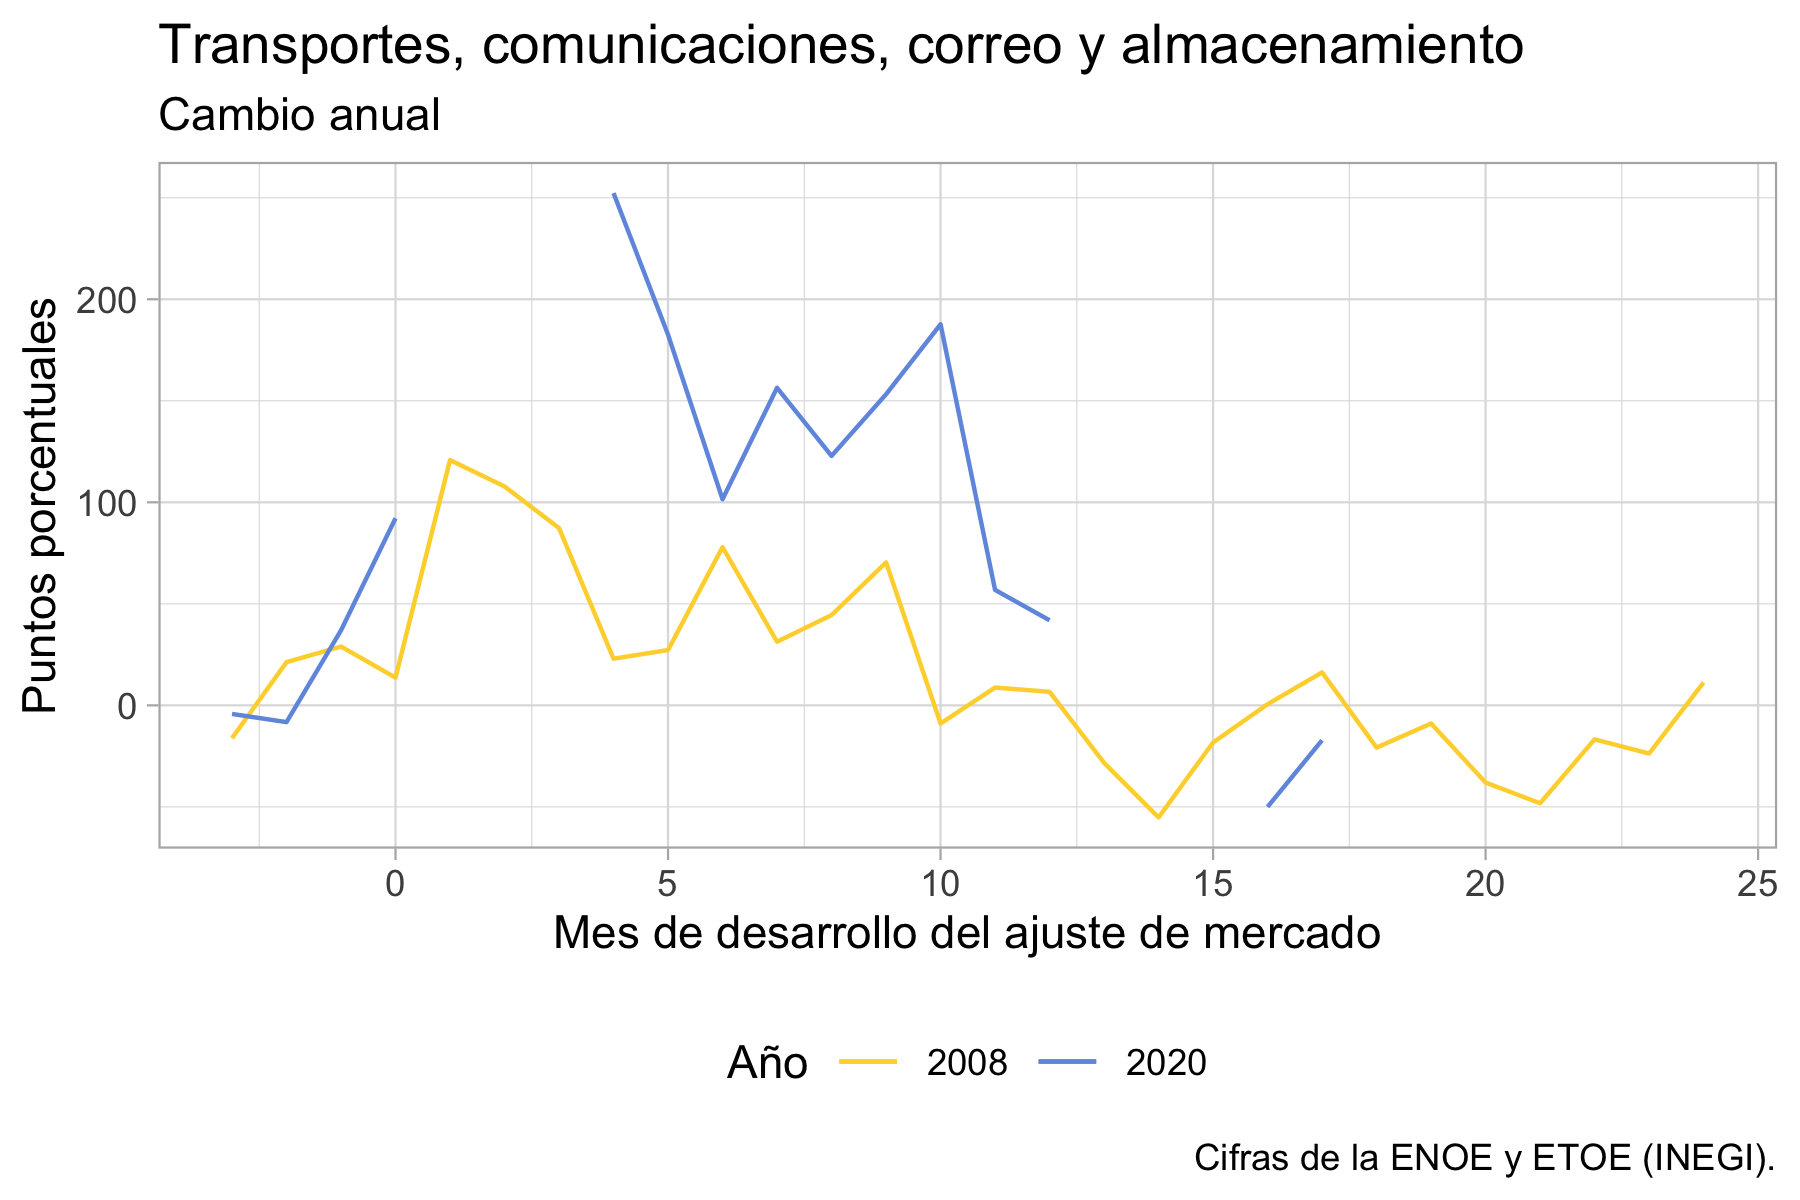 Transportes, comunicaciones, correo y almacenamiento
Cambio anual
Puntos porcentuales
200
100
0
0 5 10 15 20 25
Mes de desarrollo del ajuste de mercado
Año 2008 2020
Cifras de la ENOE y ETOE (INEGI).